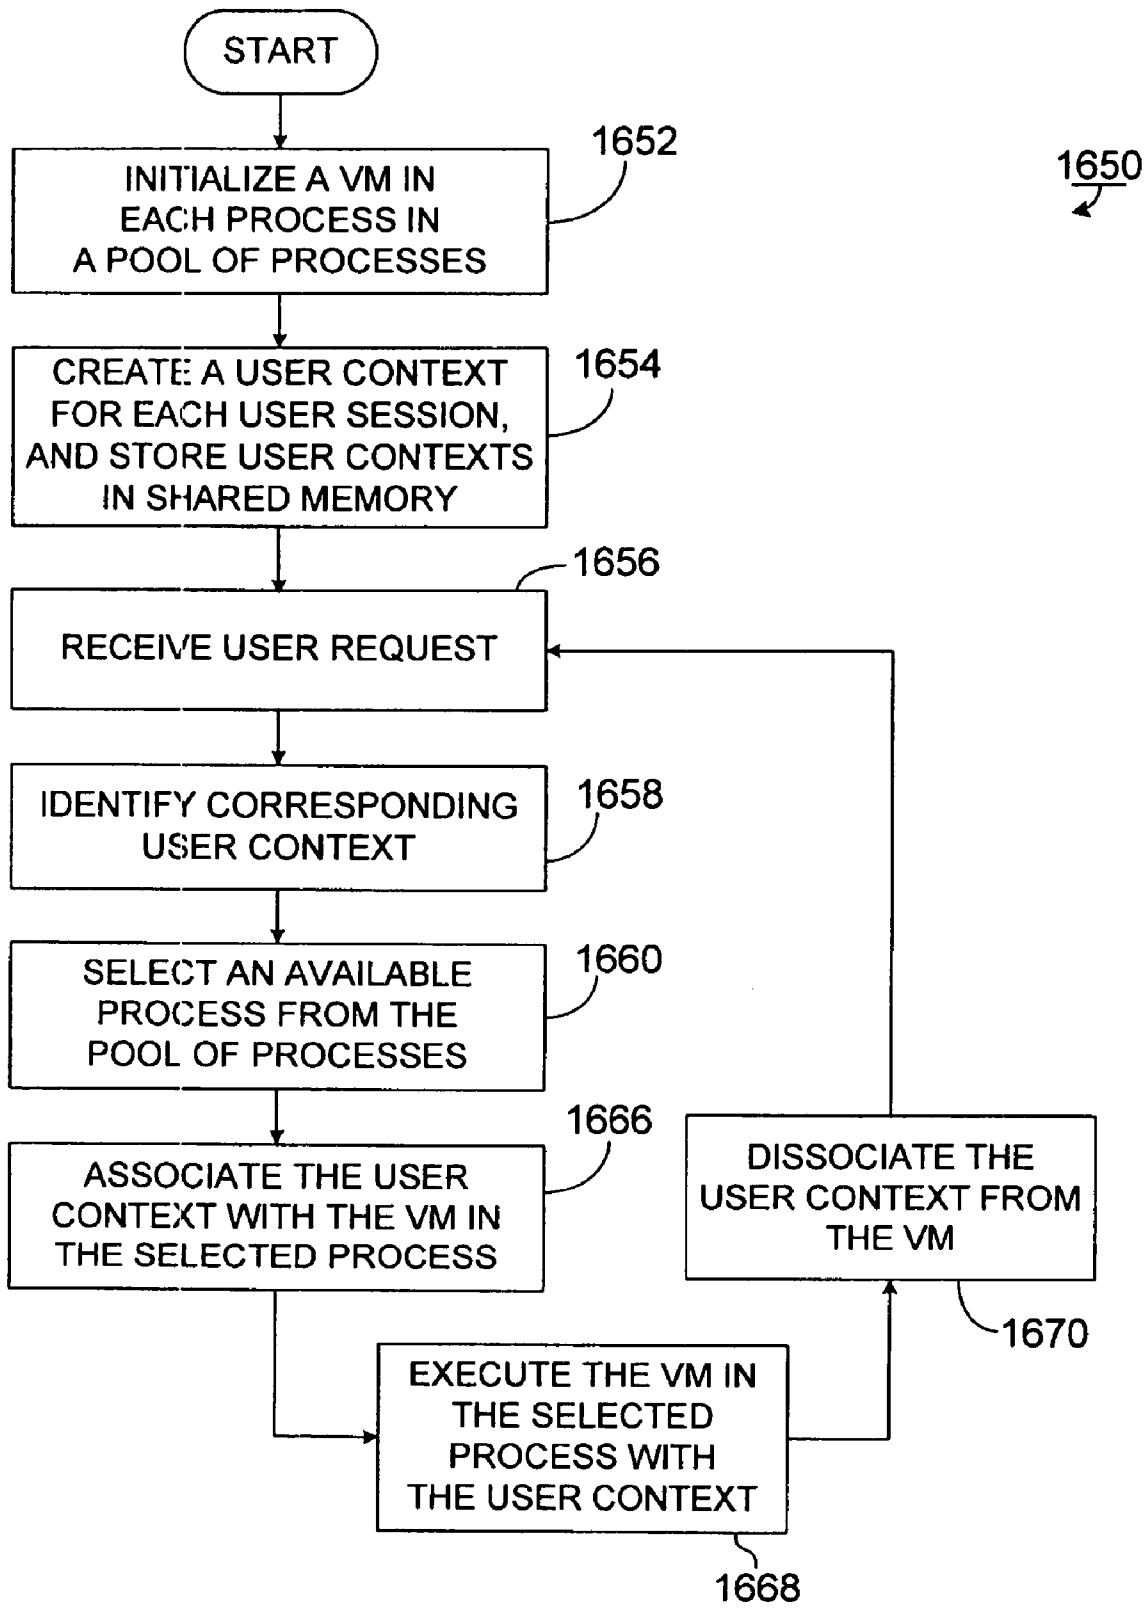 START
1652
1650
INITIALIZE A VM IN
EACH PROCESS IN
A POOL OF PROCESSES
1654
CREATE A USER CONTEXT
FOR EACH USER SESSION,
AND STORE USER CONTEXTS
IN SHARED MEMORY
1656
RECEIVE USER REQUEST
1658
IDENTIFY CORRESPONDING
USER CONTEXT
1660
SELECT AN AVAILABLE
PROCESS FROM THE
POOL OF PROCESSES
1666
ASSOCIATE THE USER
CONTEXT WITH THE VM IN
THE SELECTED PROCESS
DISSOCIATE THE
USER CONTEXT FROM
THE VM
1670
EXECUTE THE VM IN
THE SELECTED
PROCESS WITH
THE USER CONTEXT
1668